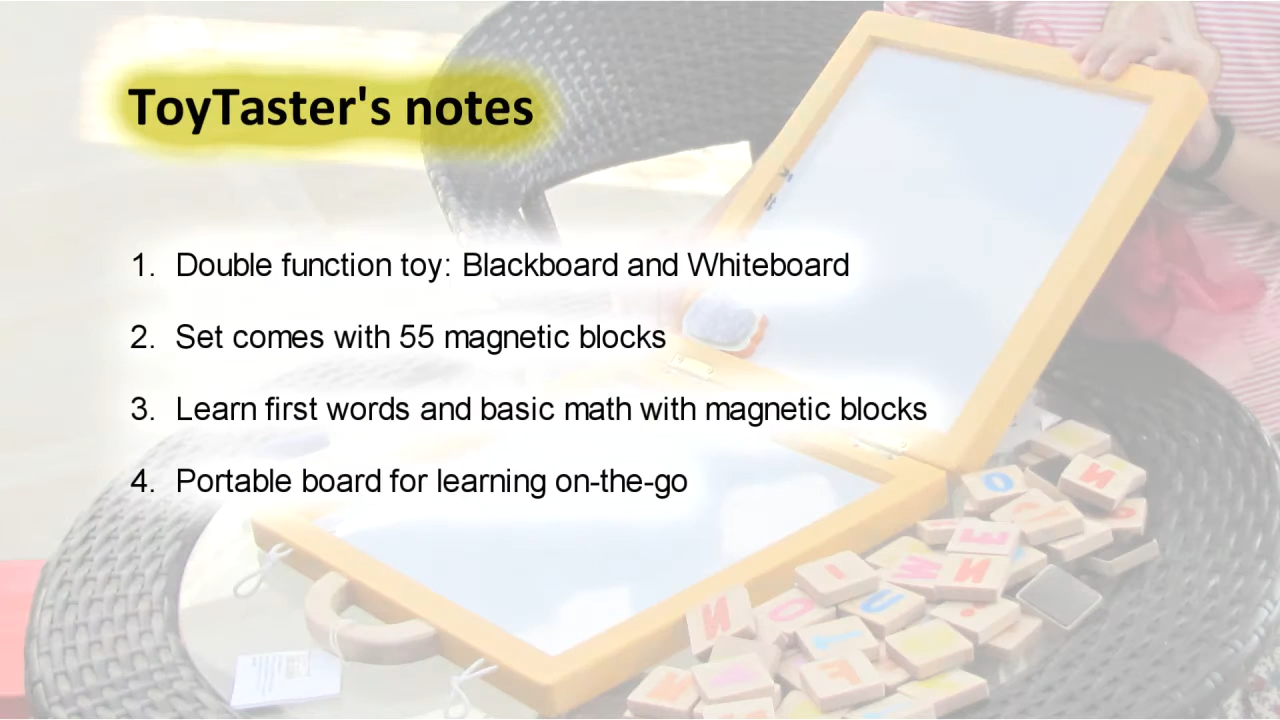 ToyTaster's notes
1. Double function toy: Blackboard and Whiteboard
2. Set comes with 55 magnetic blocks
3. Learn first words and basic math with magnetic blocks
4. Portable board for learning on-the-go